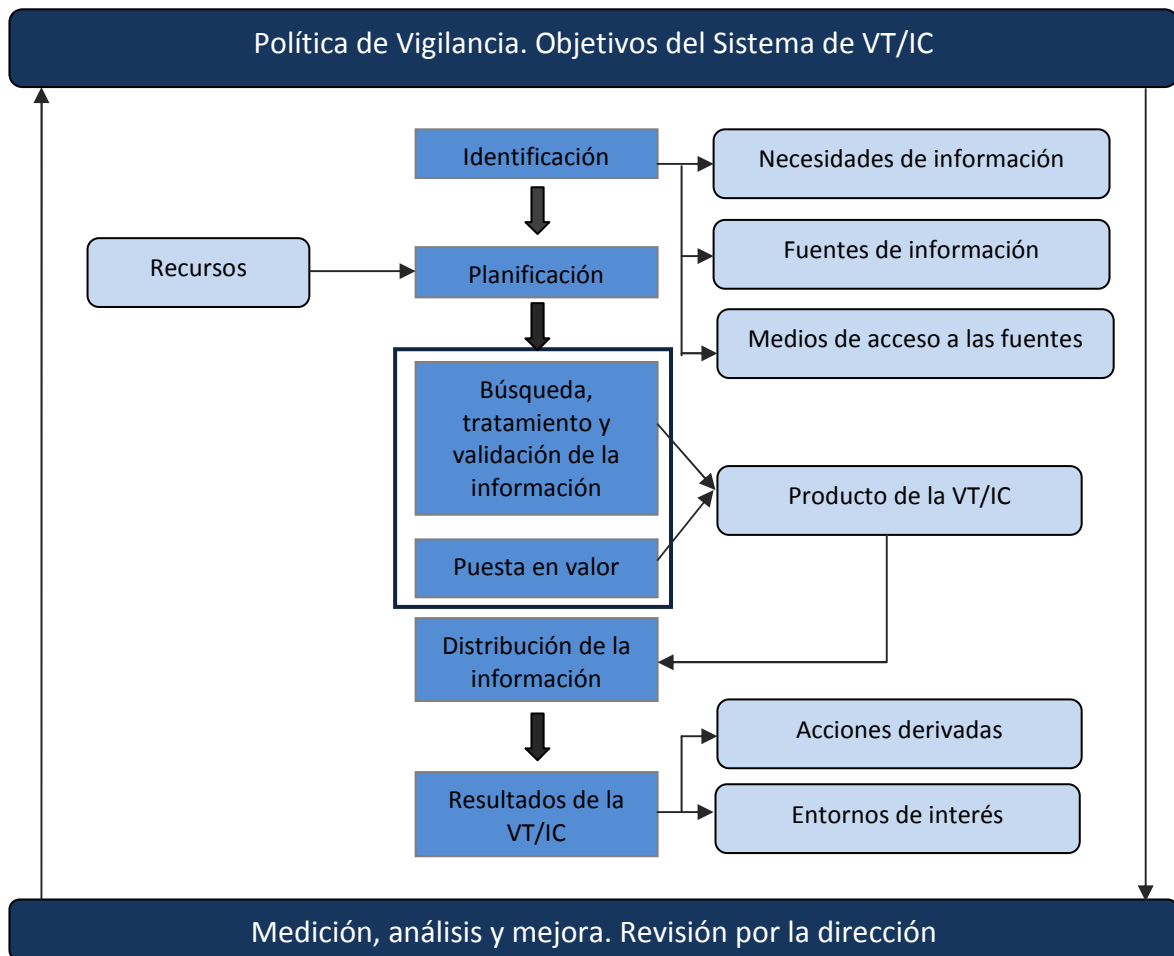 Política de Vigilancia. Objetivos del Sistema de VT/IC
Identificación
Necesidades de información
Recursos
Planificación
Fuentes de información
Medios de acceso a las fuentes
Búsqueda,
tratamiento y
validación de la
información
Producto de la VT/IC
Puesta en valor
Distribución de la
información
Acciones derivadas
Resultados de la
VT/IC
Entornos de interés
Medición, análisis y mejora. Revisión por la dirección